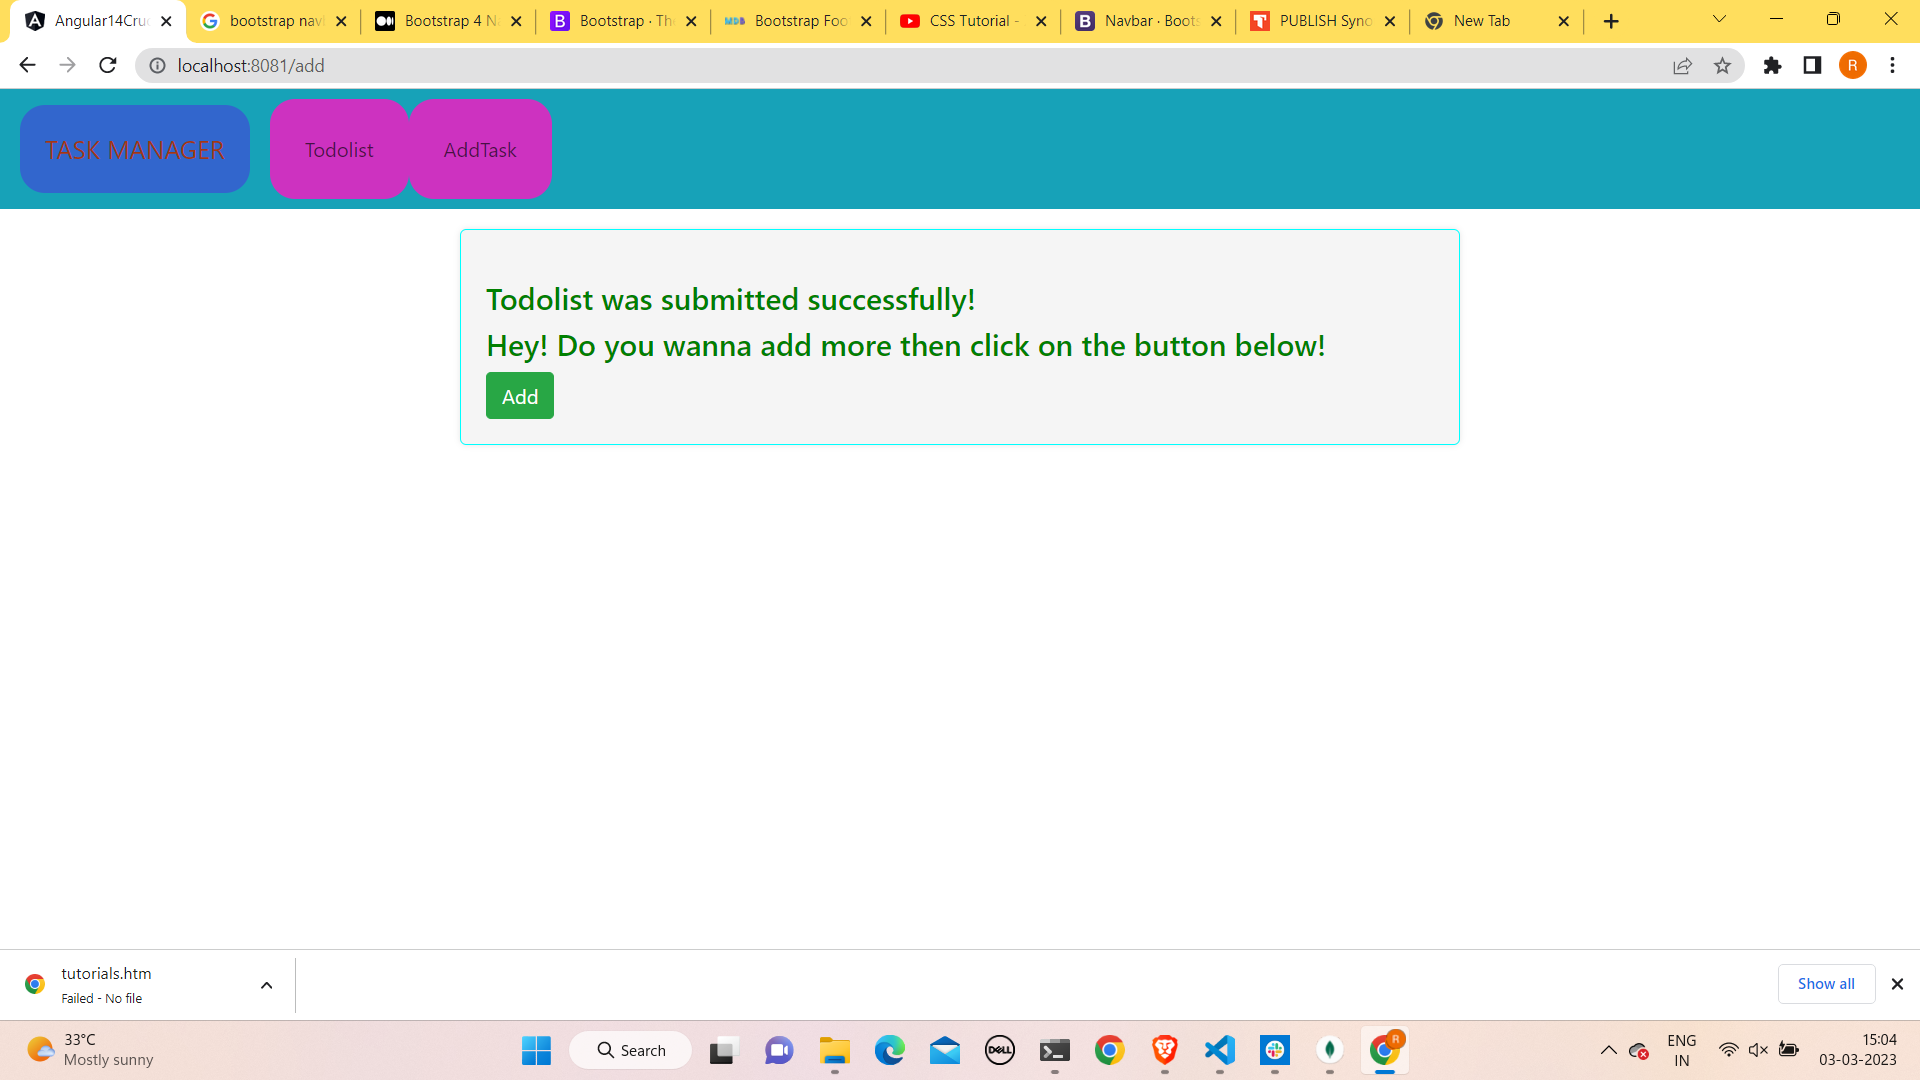 Angular14Cru
bootstrap nav
Bootstrap 4 N
Bootstrap · Th
Bootstrap Foo
CSS Tutorial -
Navbar · Boots
PUBLISH Syno
New Tab
localhost:8081/add
R
TASK MANAGER
Todolist
AddTask
Todolist was submitted successfully!
Hey! Do you wanna add more then click on the button below!
Add
tutorials.htm
Failed - No file
Show all
33°C
Mostly sunny
Search
DELL
R
ENG
IN
15:04
03-03-2023